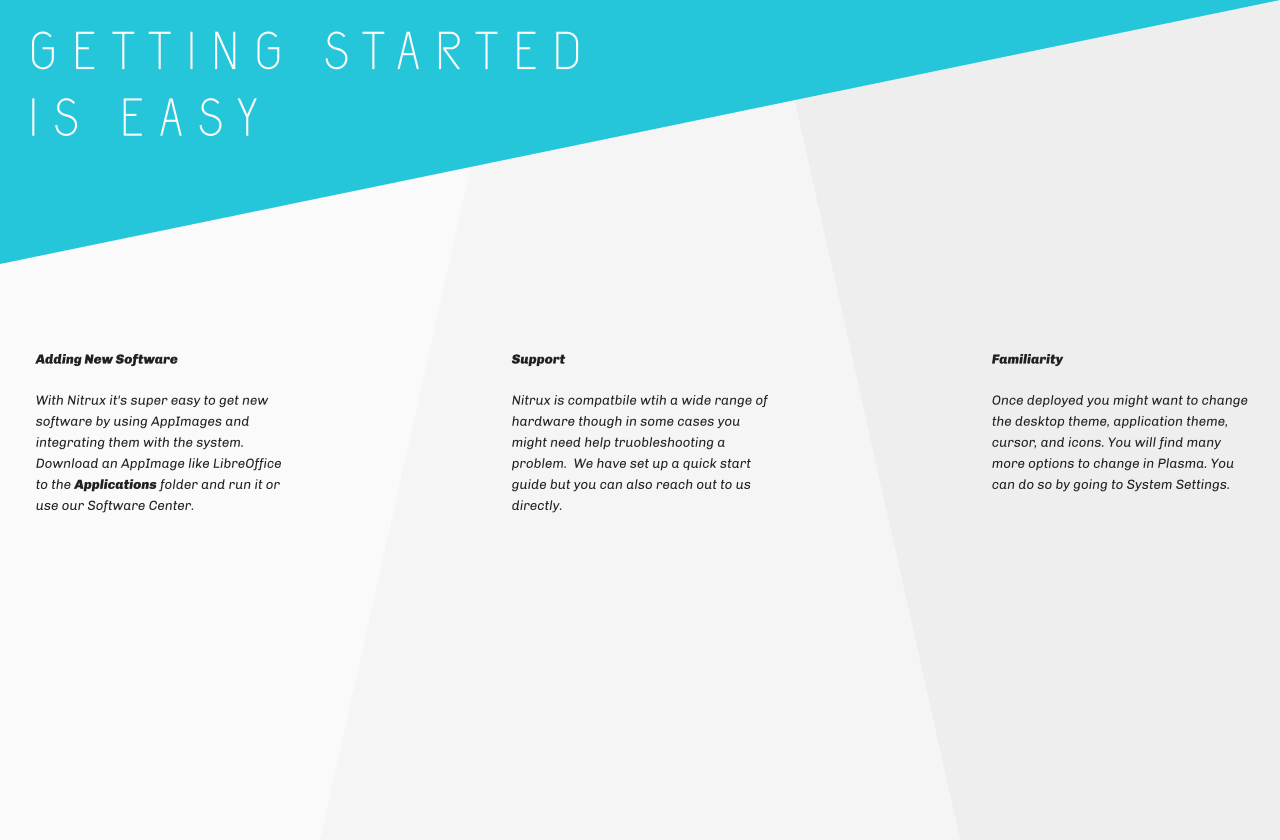 GETTING STARTED
IS EASY
Adding New Software
With Nitrux it's super easy to get new
software by using AppImages and
integrating them with the system.
Download an AppImage like LibreOffice
to the Applications folder and run it or
use our Software Center.
Support
Nitrux is compatbile wtih a wide range of
hardware though in some cases you
might need help truobleshooting a
problem.  We have set up a quick start
guide but you can also reach out to us
directly.
Familiarity
Once deployed you might want to change
the desktop theme, application theme,
cursor, and icons. You will find many
more options to change in Plasma. You
can do so by going to System Settings.